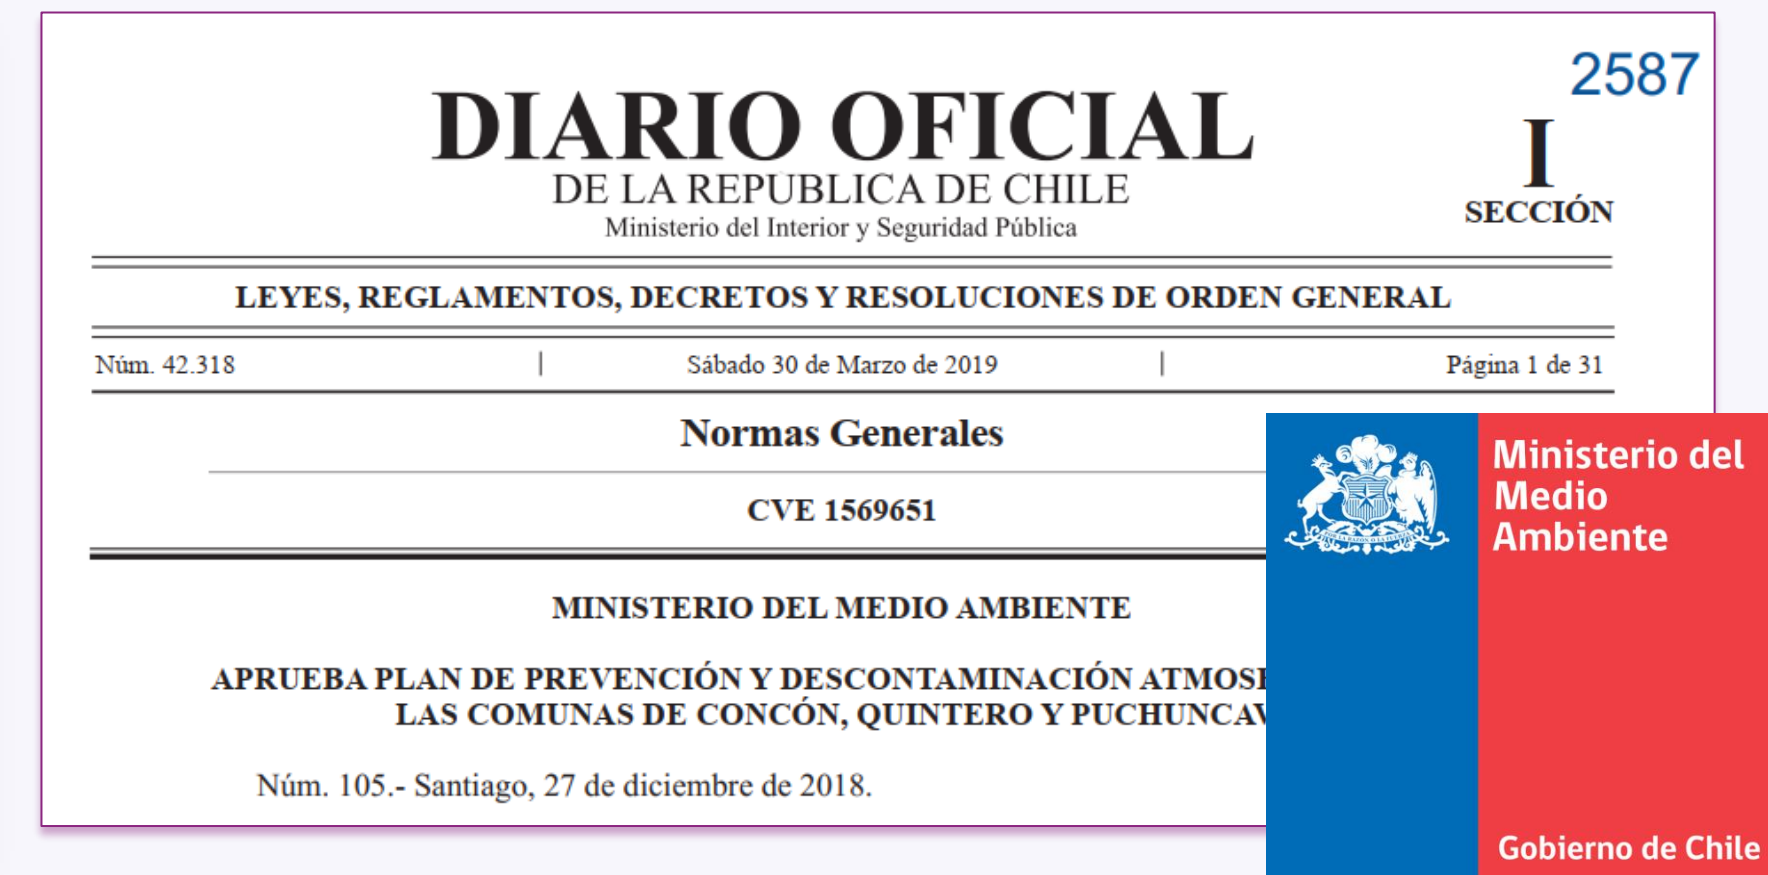 2587
DIARIO OFICIAL
DE LA REPUBLICA DE CHILE
Ministerio del Interior y Seguridad Pública
I
SECCIÓN
LEYES, REGLAMENTOS, DECRETOS Y RESOLUCIONES DE ORDEN GENERAL
Núm. 42.318 | Sábado 30 de Marzo de 2019 | Página 1 de 31
Normas Generales
CVE 1569651
MINISTERIO DEL MEDIO AMBIENTE
APRUEBA PLAN DE PREVENCIÓN Y DESCONTAMINACIÓN
LAS COMUNAS DE CONCÓN, QUINTERO Y
Núm. 105.- Santiago, 27 de diciembre de 2018.
Ministerio del
Medio
Ambiente
Gobierno de Chile